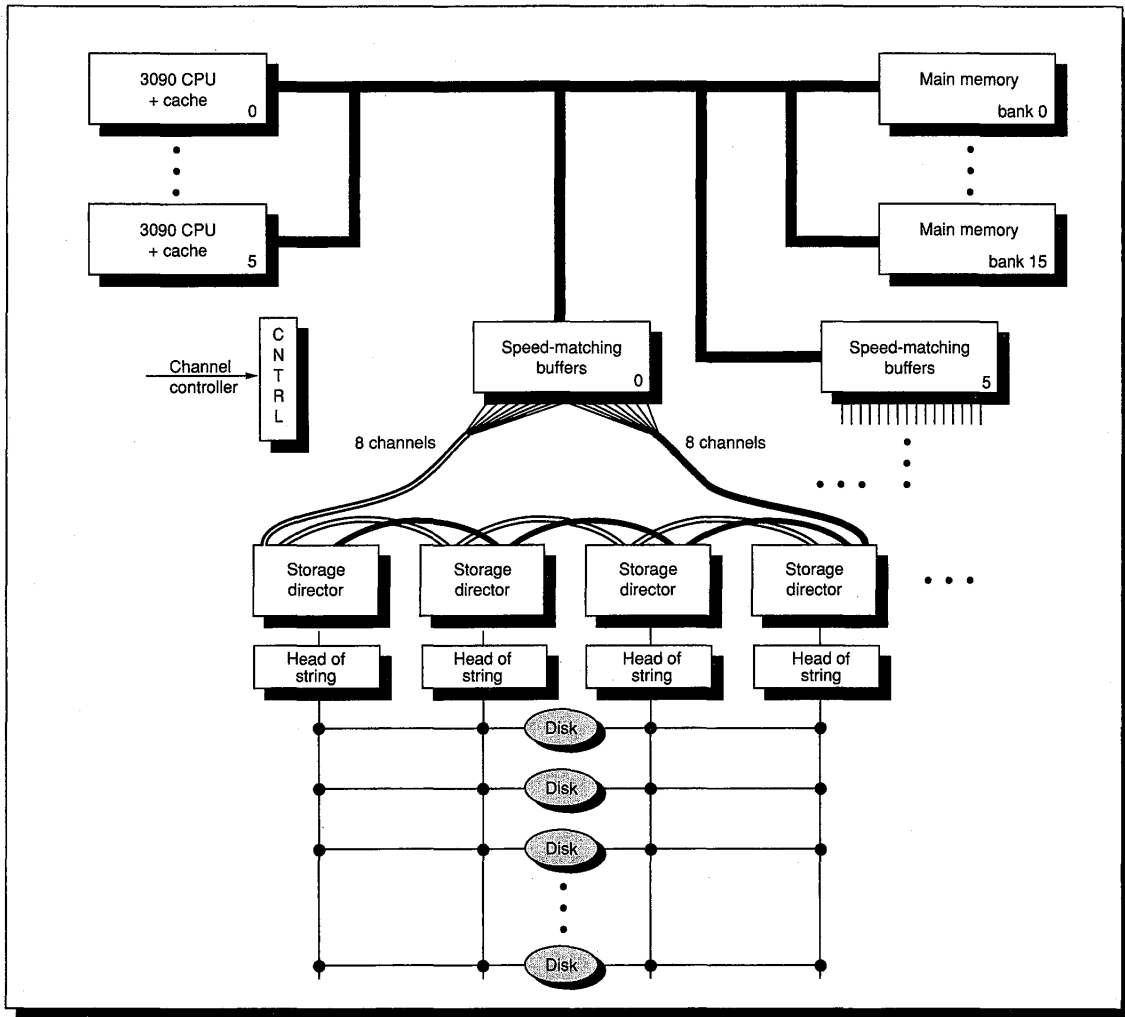 3090 CPU
+ cache
0
Main memory
bank 0
3090 CPU
+ cache
5
Main memory
bank 15
C
N
T
R
L
Channel
controller
Speed-matching
buffers
0
Speed-matching
buffers
5
8 channels
8 channels
Storage
director
Storage
director
Storage
director
Storage
director
Head of
string
Head of
string
Head of
string
Head of
string
Disk
Disk
Disk
Disk